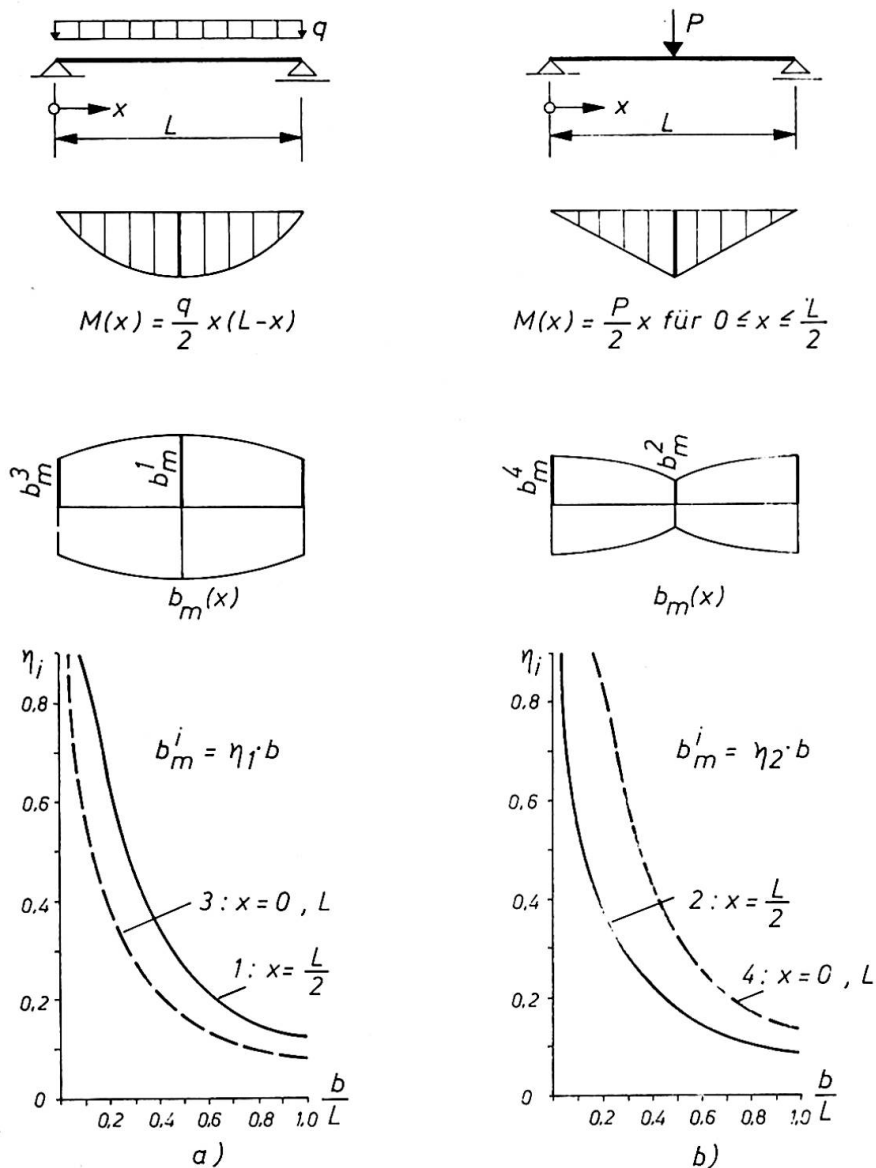 q
P
x
L
x
L
M(x) = q/2 x(L-x)
M(x) = P/2 x für 0 ≤ x ≤ L/2
b_m^3
b_m^1
b_m^4
b_m^2
b_m(x)
b_m(x)
η_i
0,8
0,6
0,4
0,2
0
b_m^i = η_1·b
3 : x = 0 , L
1 : x = L/2
0,2 0,4 0,6 0,8 1,0
b/L
a)
η_i
0,8
0,6
0,4
0,2
0
b_m^i = η_2·b
2 : x = L/2
4 : x = 0 , L
0,2 0,4 0,6 0,8 1,0
b/L
b)